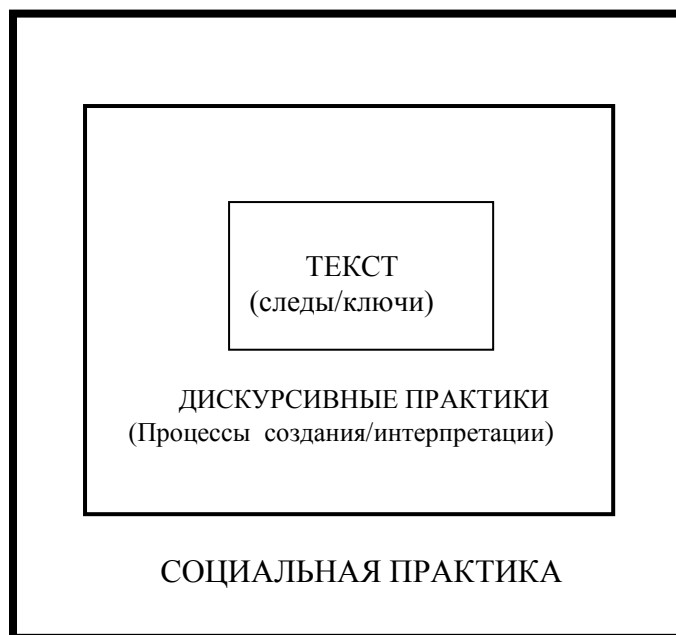 ТЕКСТ
(следы/ключи)
ДИСКУРСИВНЫЕ ПРАКТИКИ
(Процессы создания/интерпретации)
СОЦИАЛЬНАЯ ПРАКТИКА